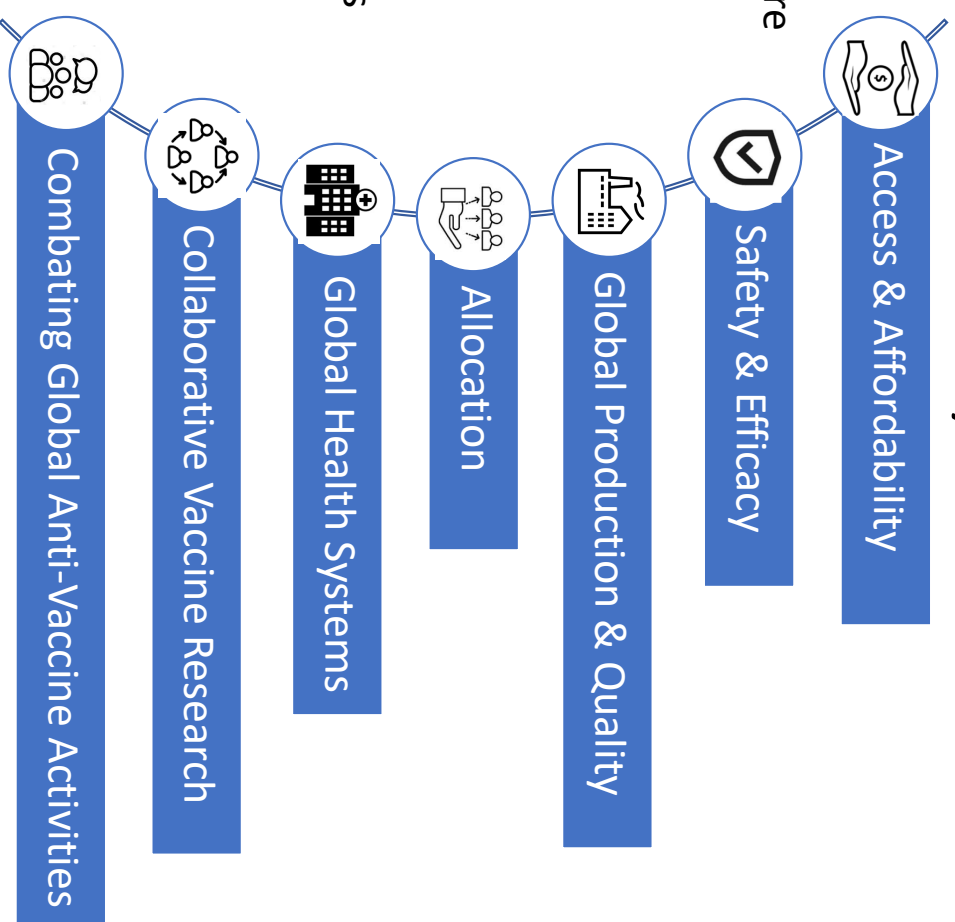 re
s
Access & Affordability
Safety & Efficacy
Global Production & Quality
Allocation
Global Health Systems
Collaborative Vaccine Research
Combating Global Anti-Vaccine Activities
$